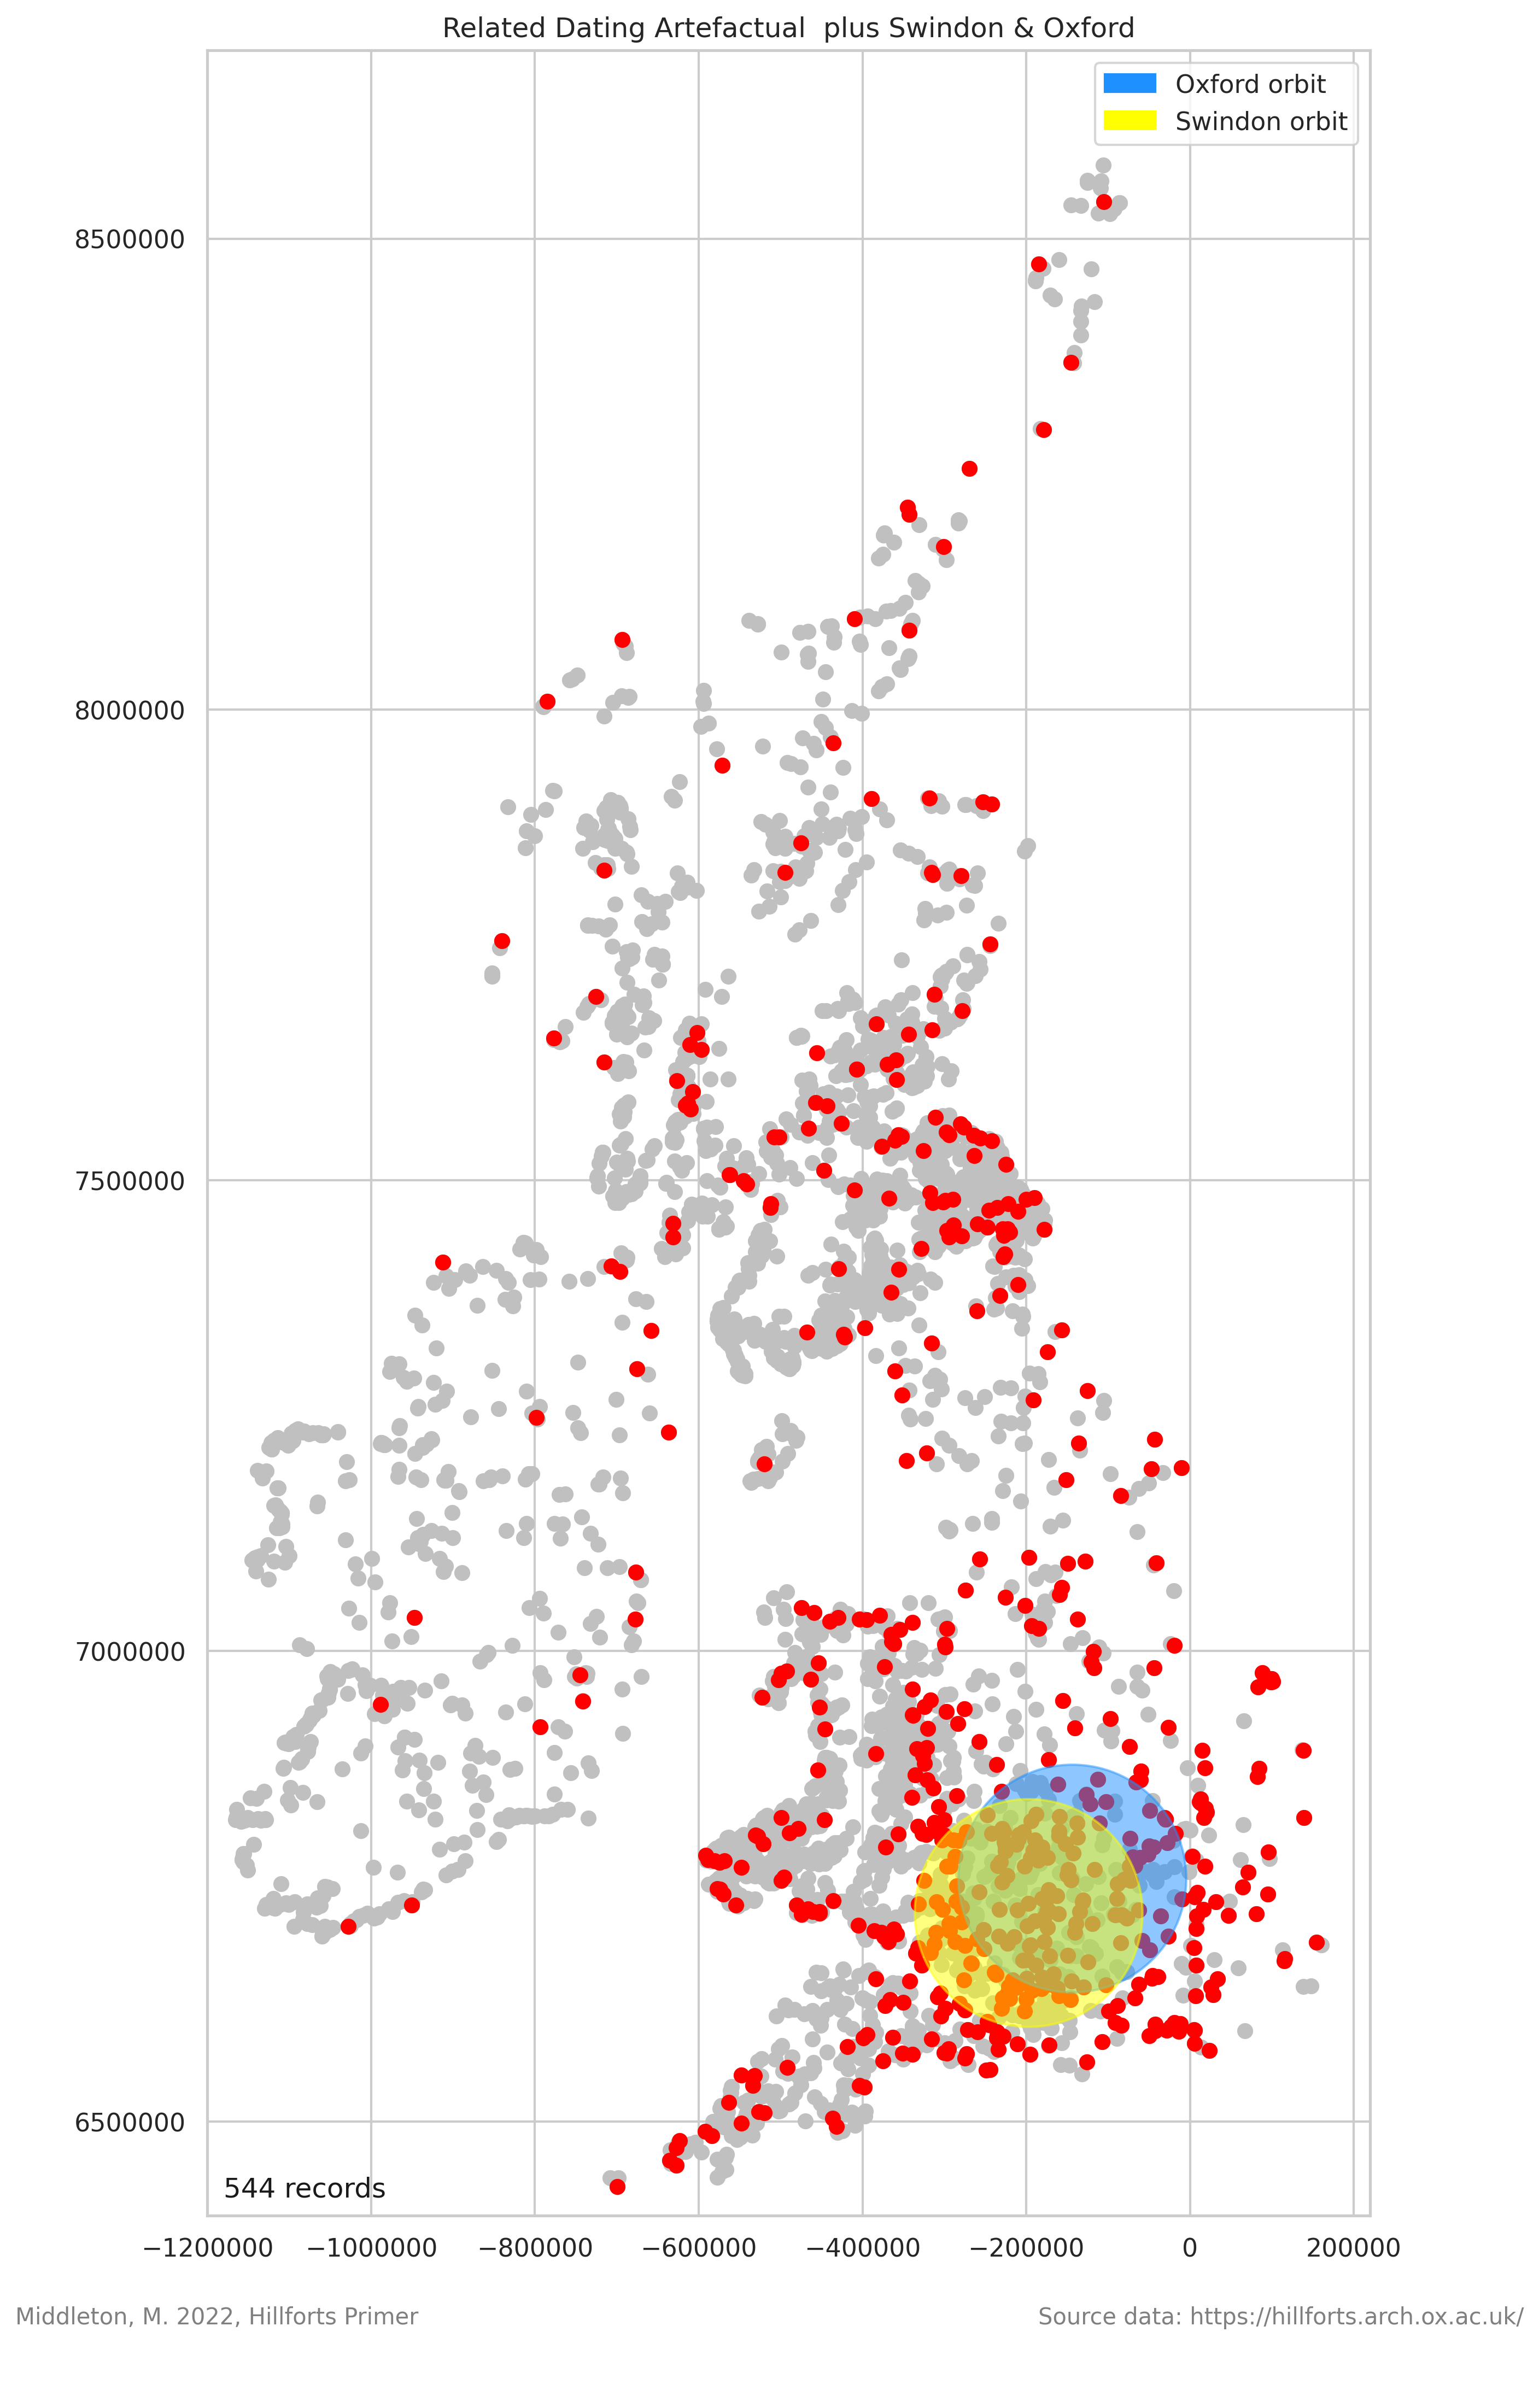 Related Dating Artefactual  plus Swindon & Oxford
Oxford orbit
Swindon orbit
8500000
8000000
7500000
7000000
6500000
544 records
−1200000 −1000000 −800000 −600000 −400000 −200000 0 200000
Middleton, M. 2022, Hillforts Primer
Source data: https://hillforts.arch.ox.ac.uk/